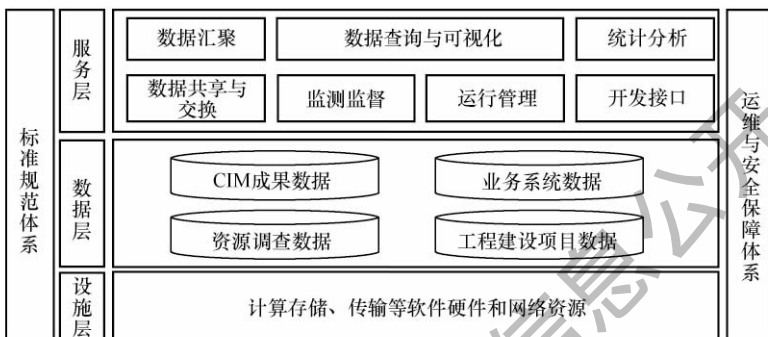 标准规范体系
服务层
数据汇聚
数据查询与可视化
统计分析
数据共享与
交换
监测监督
运行管理
开发接口
数据层
CIM成果数据
业务系统数据
资源调查数据
工程建设项目数据
设施层
计算存储、传输等软件硬件和网络资源
运维与安全保障体系
信息公开